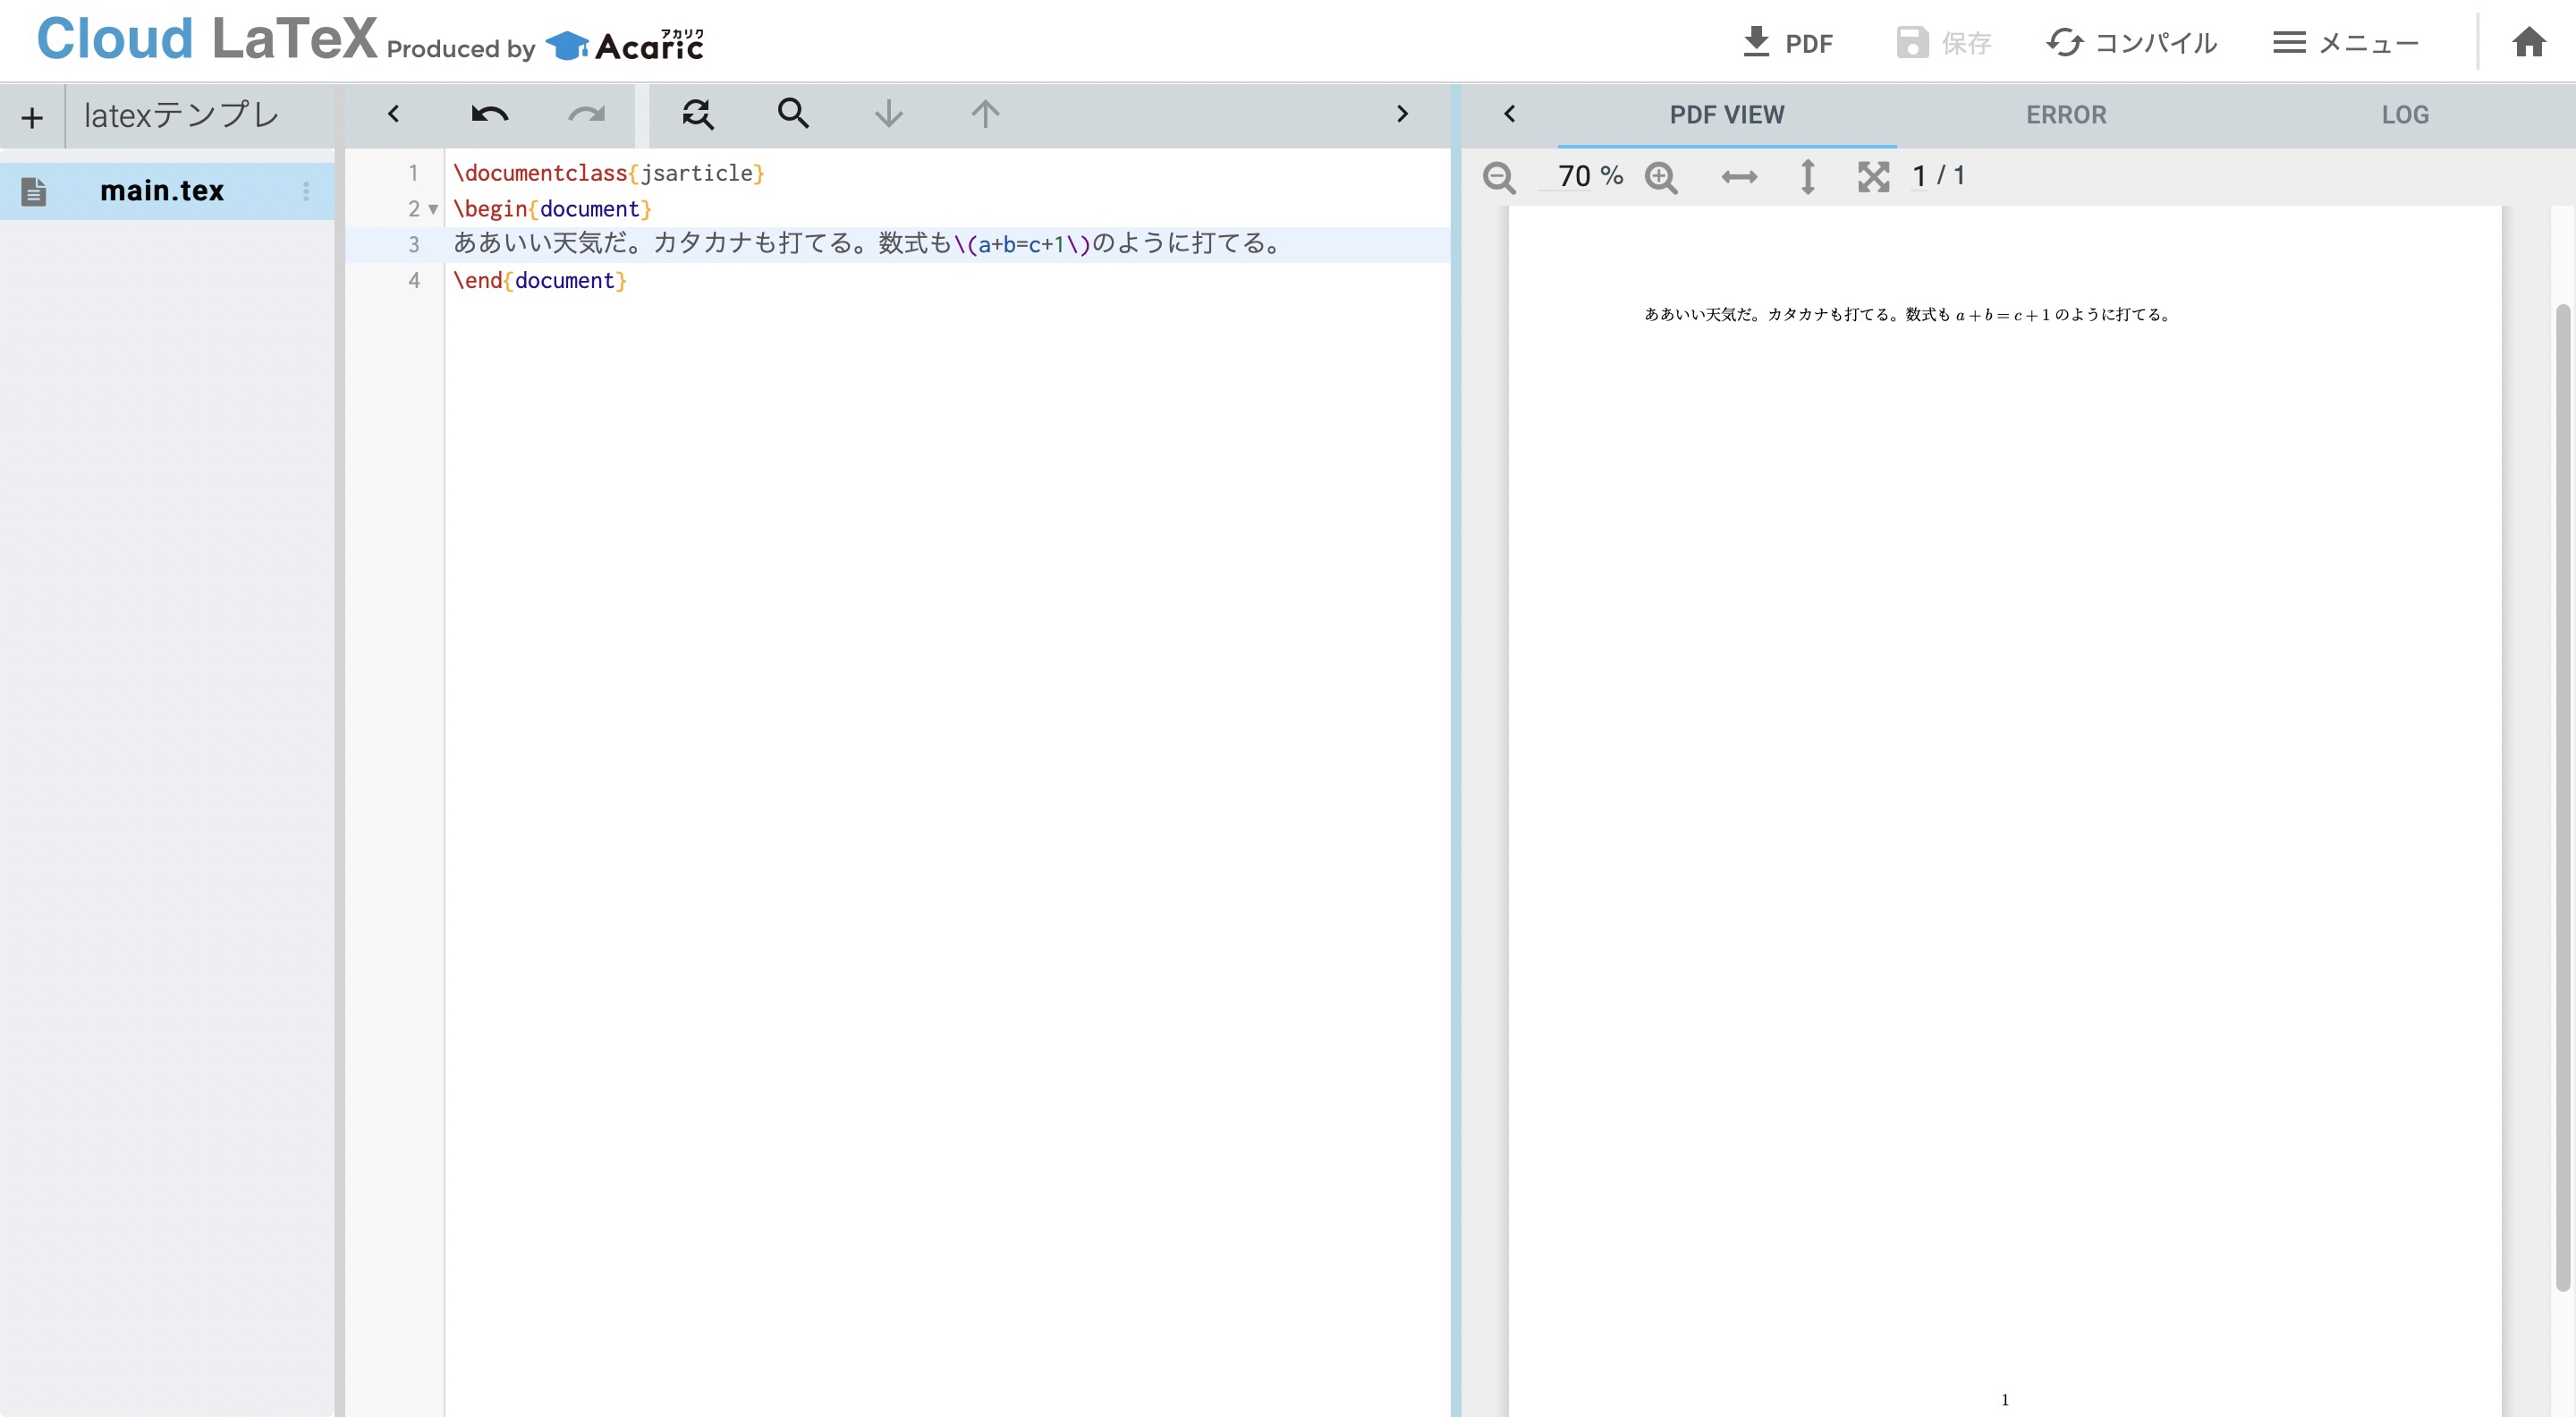 Cloud LaTeX Produced by Acaric アカリク
PDF 保存 コンパイル メニュー
+ latexテンプレ
PDF VIEW ERROR LOG
main.tex
70 % 1 / 1
1 \documentclass{jsarticle}
2 \begin{document}
3 ああいい天気だ。カタカナも打てる。数式も\(a+b=c+1\)のように打てる。
4 \end{document}
ああいい天気だ。カタカナも打てる。数式も a + b = c + 1 のように打てる。
1